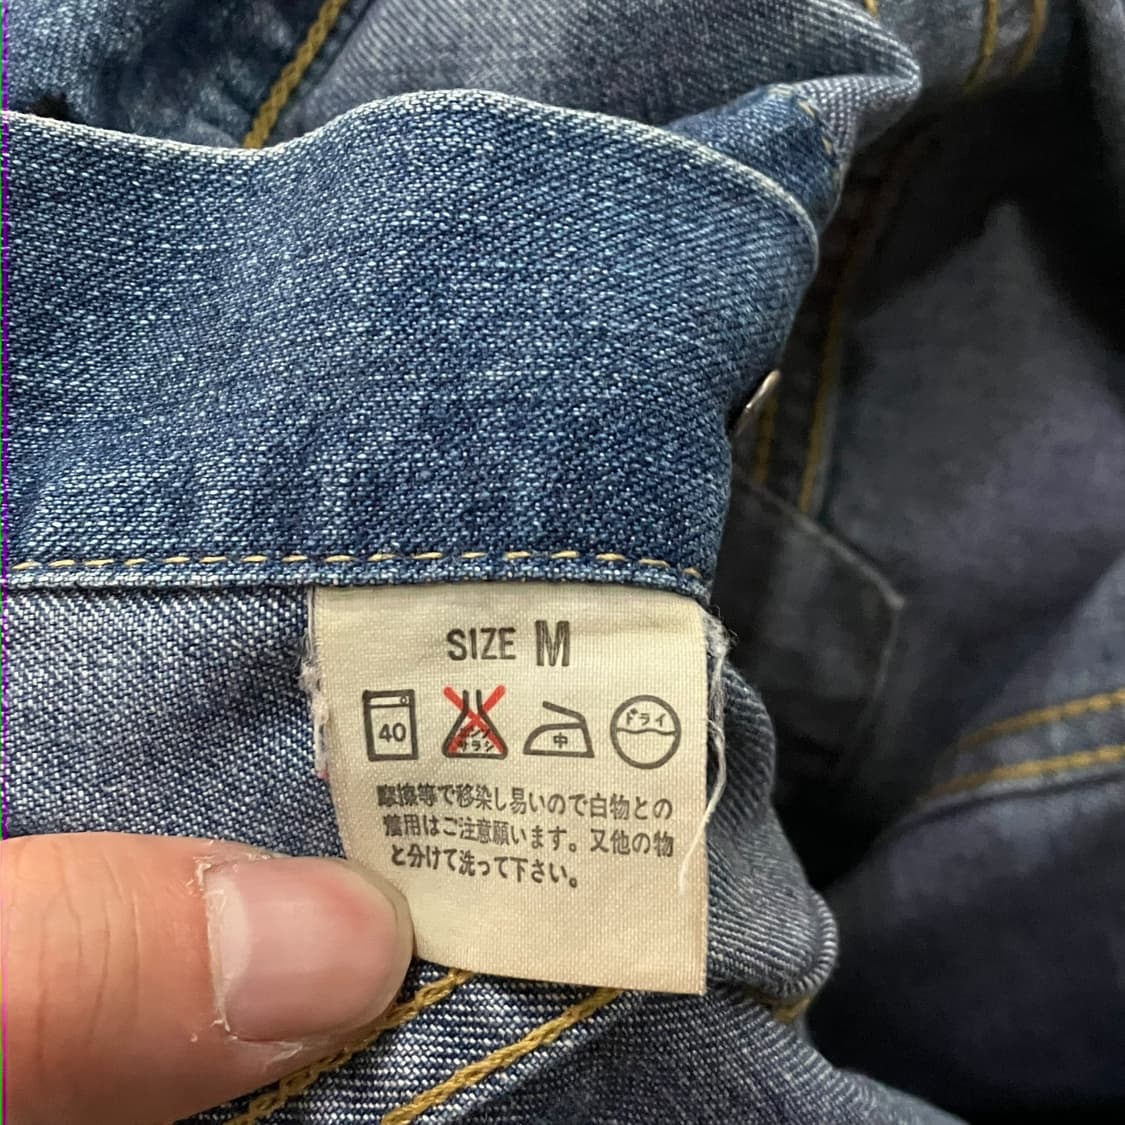 SIZE M
40 エンソサラシ 中 ドライ
摩擦等で移染し易いので白物との
着用はご注意願います。又他の物
と分けて洗って下さい。